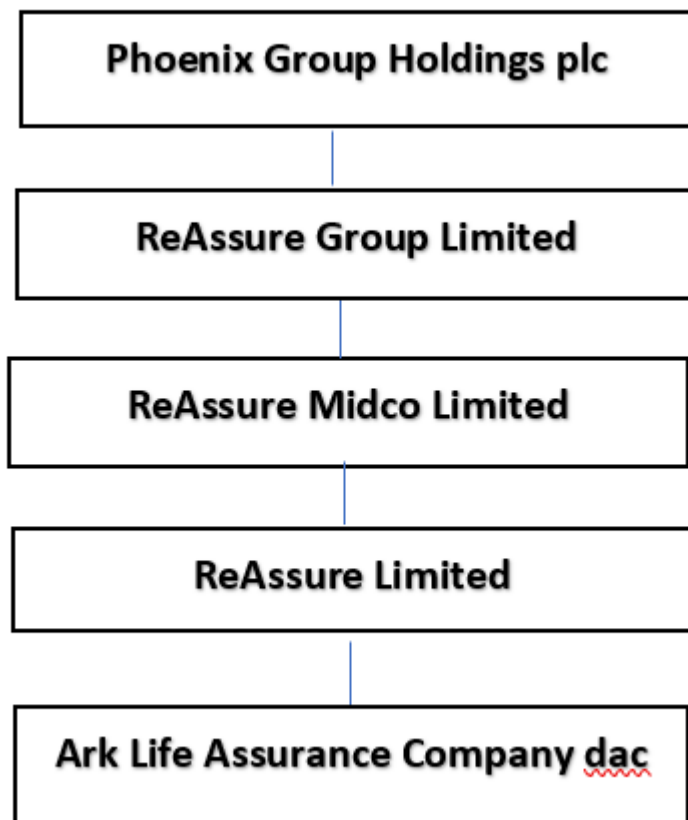 Phoenix Group Holdings plc
ReAssure Group Limited
ReAssure Midco Limited
ReAssure Limited
Ark Life Assurance Company dac